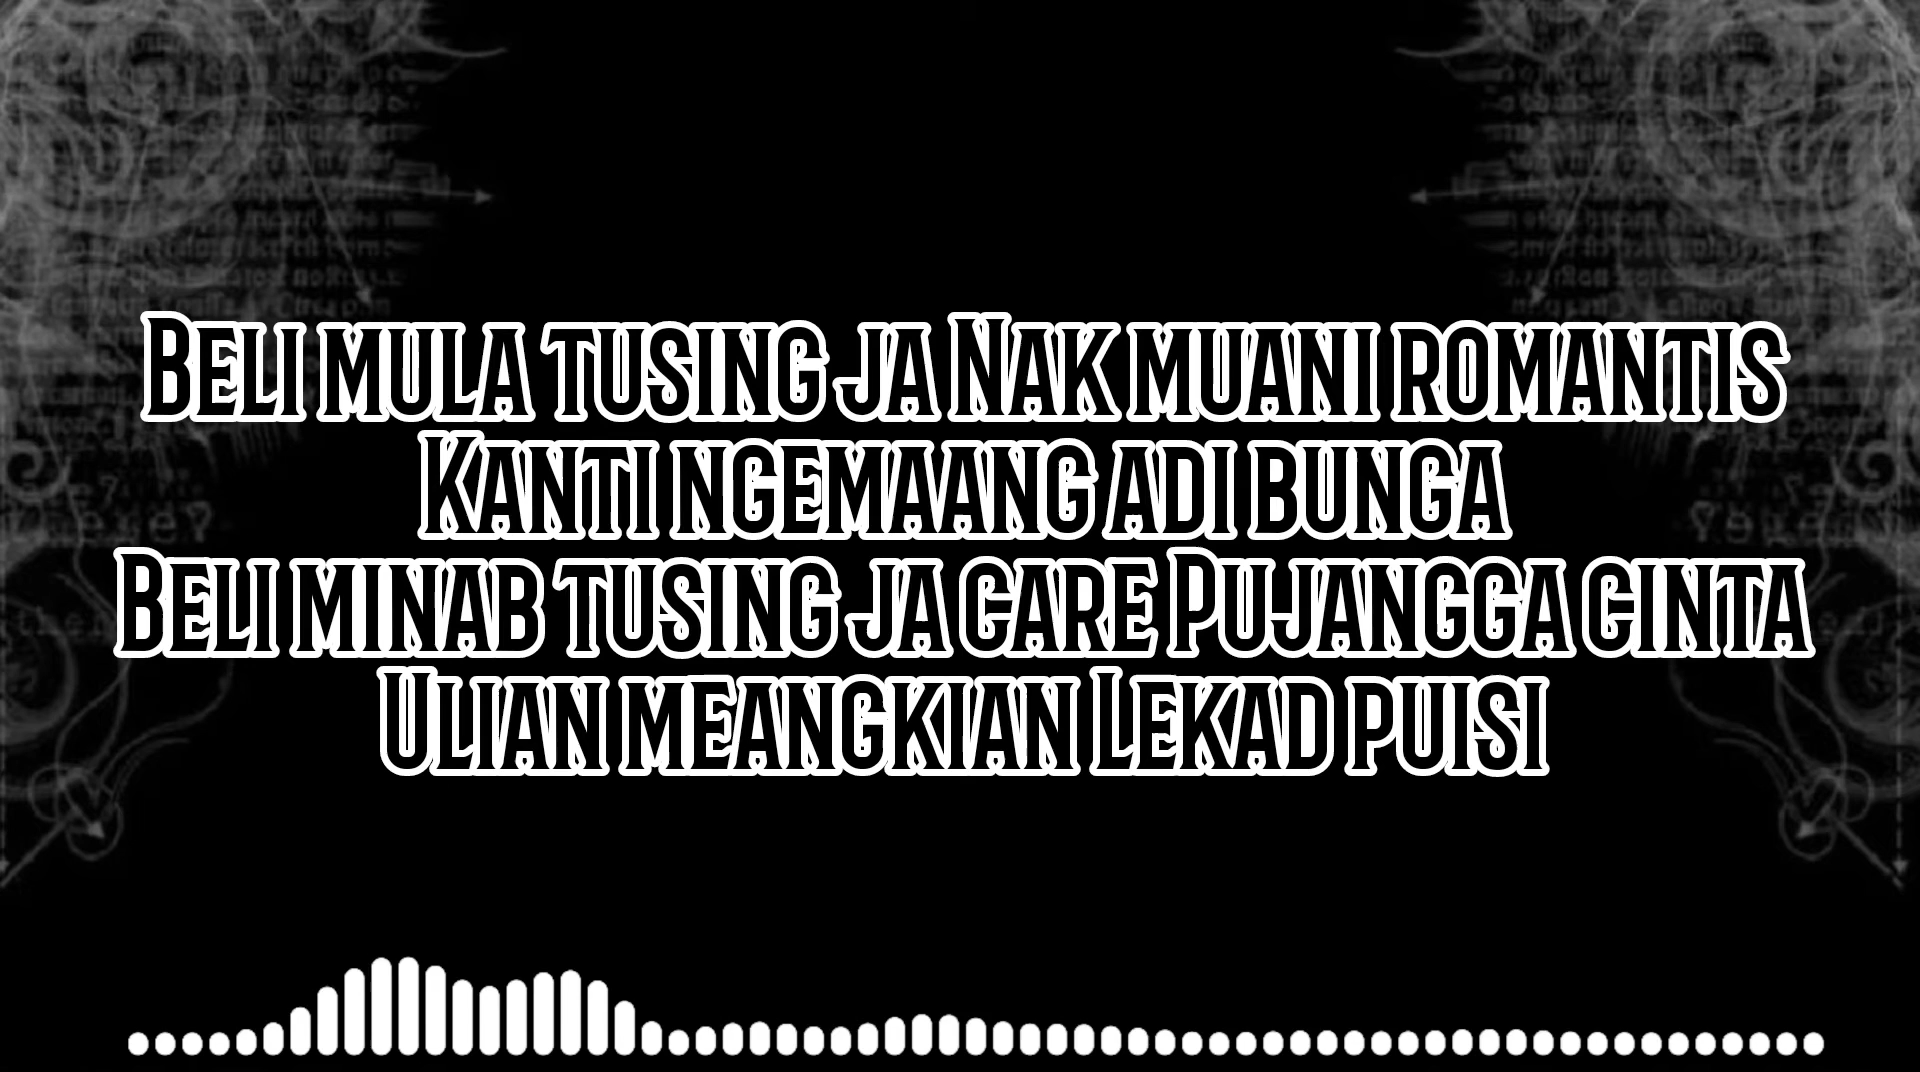 Beli mula tusing ja Nak muani romantis
Kanti ngemaang adi bunga
Beli minab tusing ja care Pujangga cinta
Ulian meangkian Lekad puisi